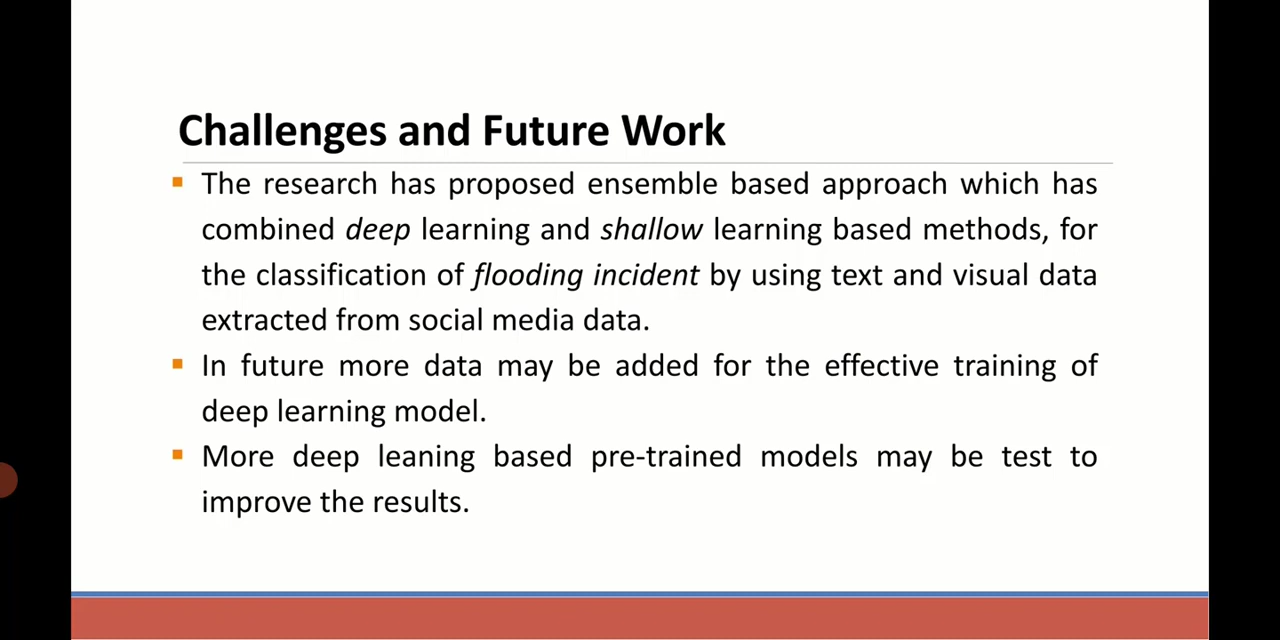 Challenges and Future Work
▪ The research has proposed ensemble based approach which has
combined deep learning and shallow learning based methods, for
the classification of flooding incident by using text and visual data
extracted from social media data.
▪ In future more data may be added for the effective training of
deep learning model.
▪ More deep leaning based pre-trained models may be test to
improve the results.